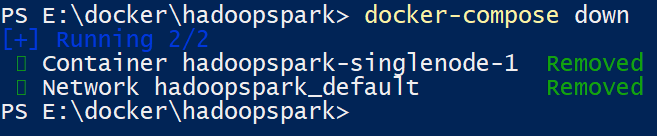 PS E:\docker\hadoopspark> docker-compose down
[+] Running 2/2
Container hadoopspark-singlenode-1 Removed
Network hadoopspark_default Removed
PS E:\docker\hadoopspark>